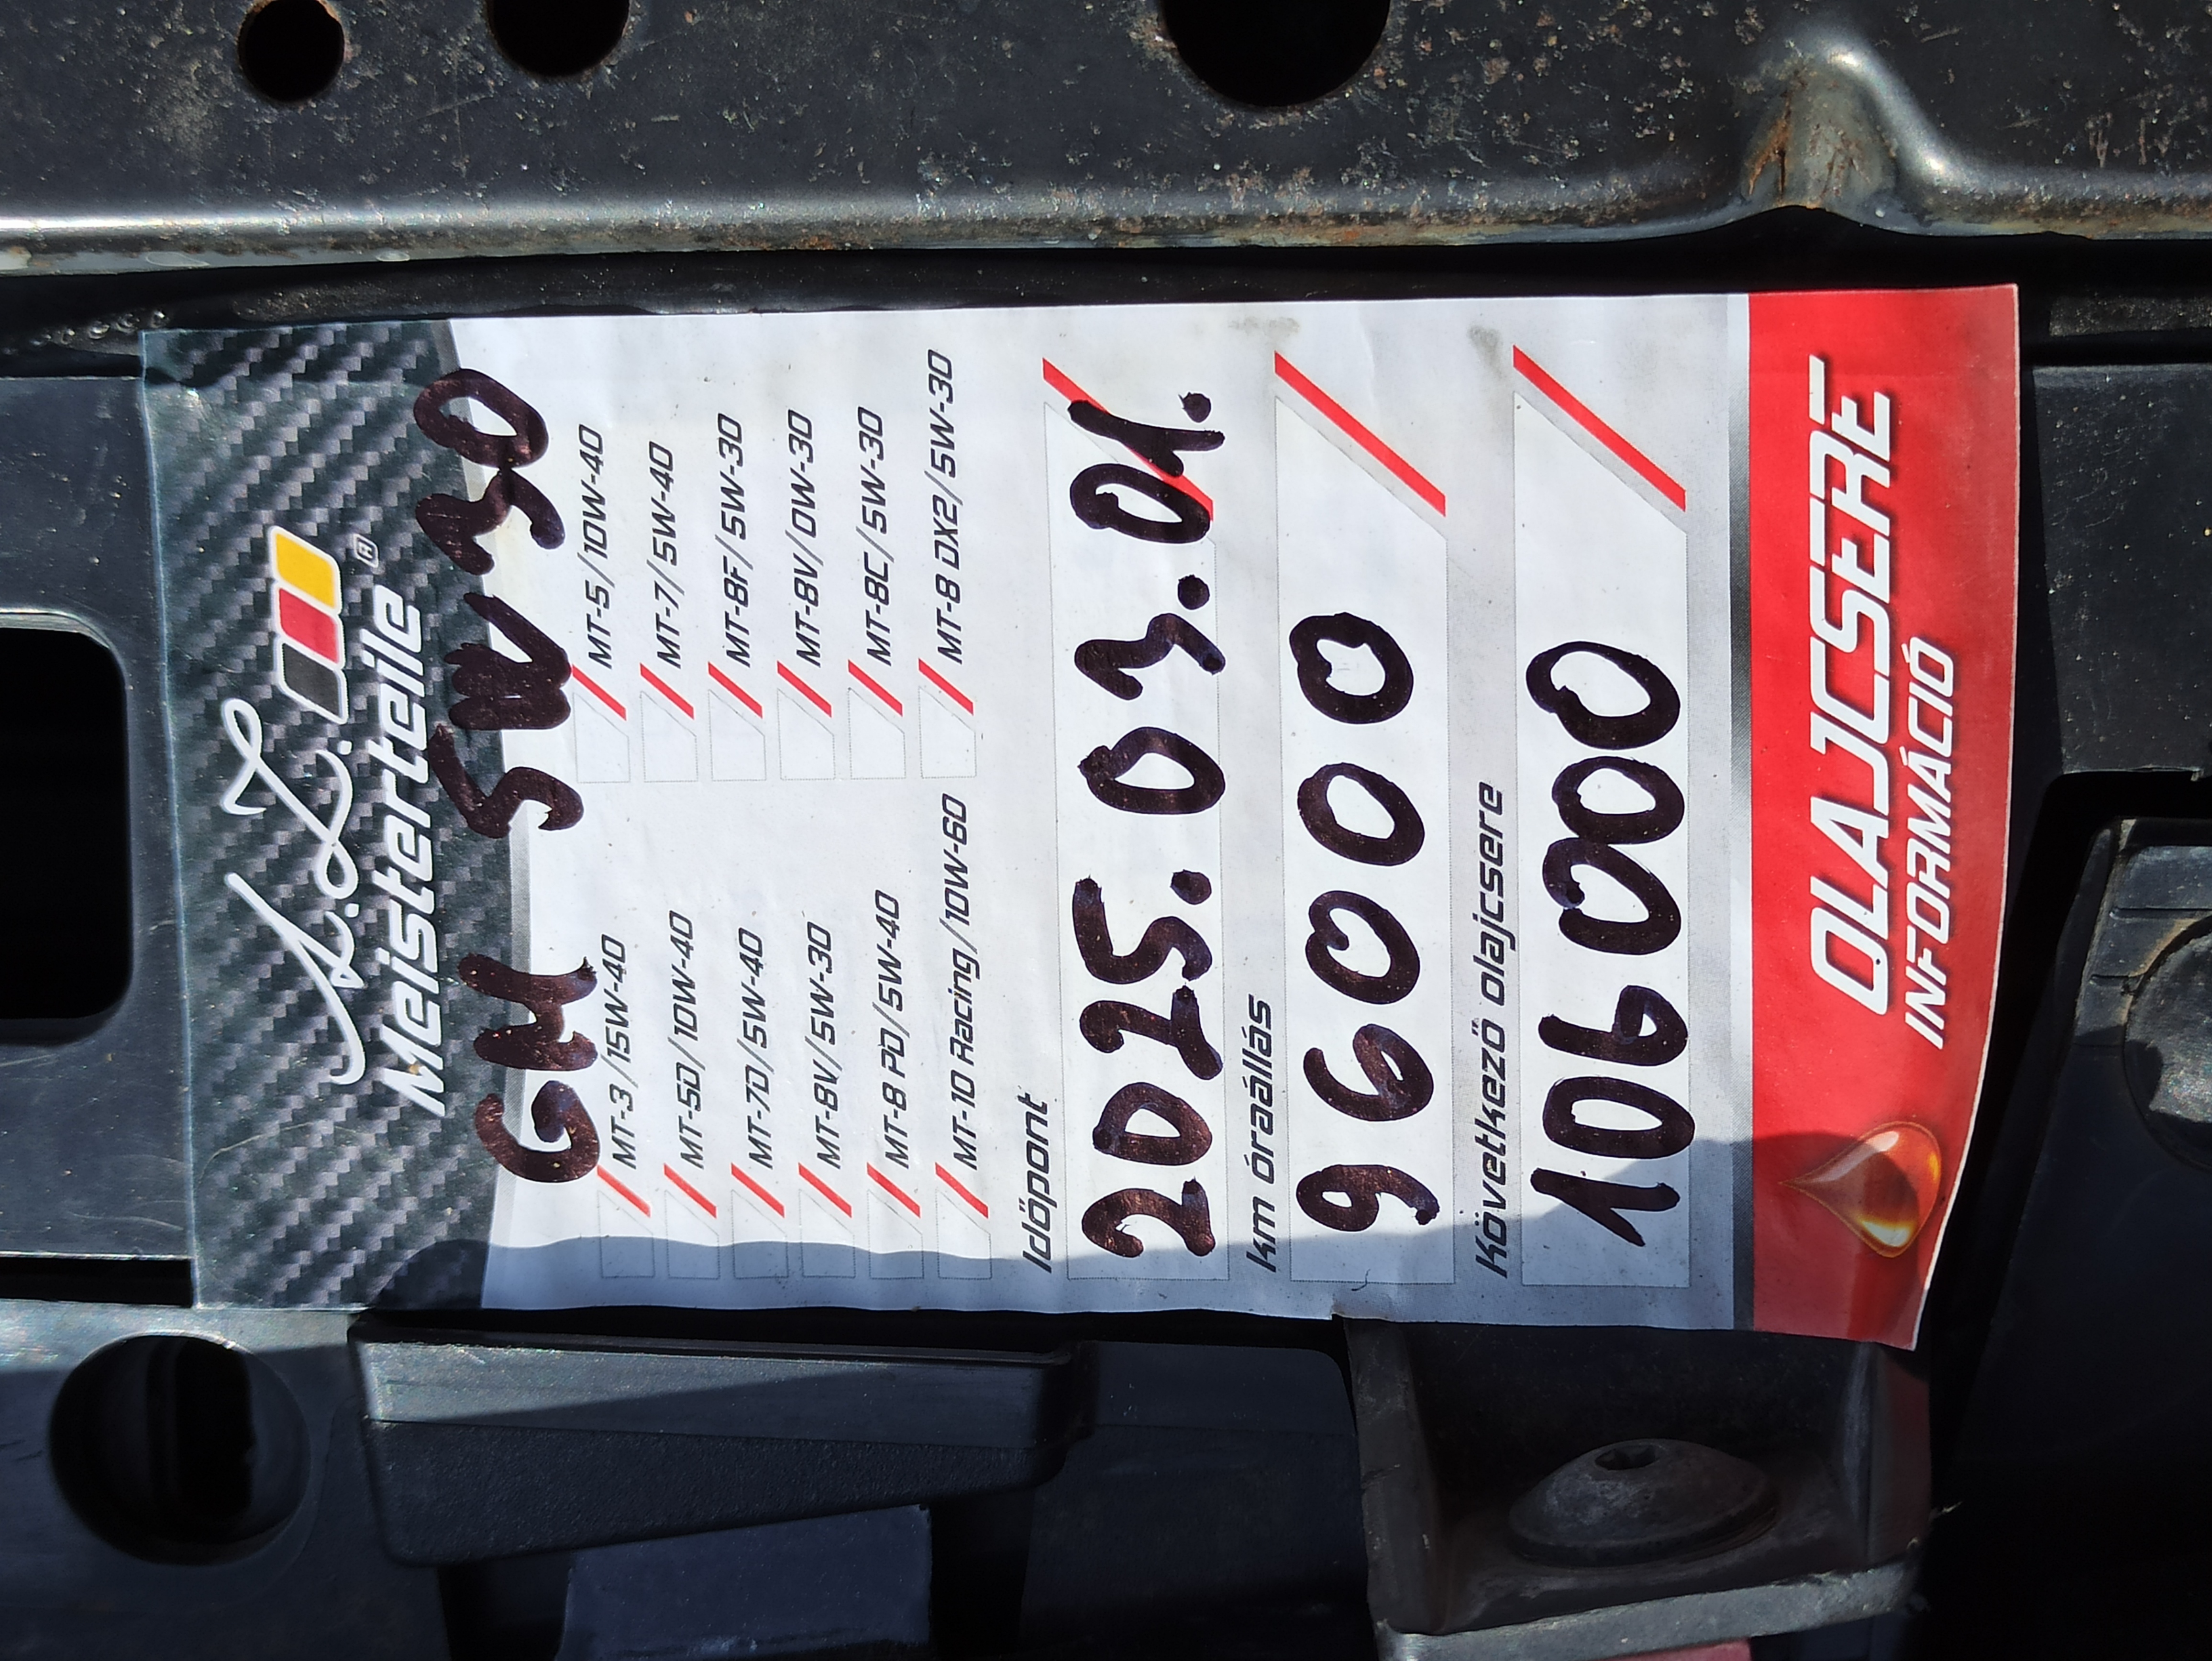 J.Z.
Meisterteile®
GM 5W30
MT-3/15W-40 MT-5/10W-40
MT-5D/10W-40 MT-7/5W-40
MT-7D/5W-40 MT-8F/5W-30
MT-8V/5W-30 MT-8V/0W-30
MT-8 PD/5W-40 MT-8C/5W-30
MT-10 Racing/10W-60 MT-8 DX2/5W-30
Időpont
2025.03.01.
km óraállás
96000
Következő olajcsere
106000
OLAJCSERE
INFORMÁCIÓ